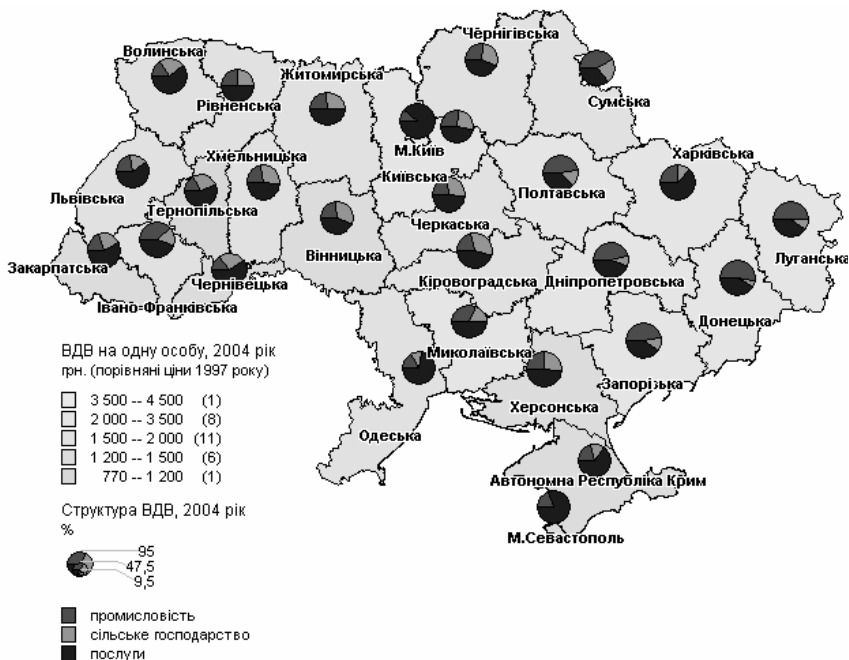 Чернігівська
Волинська
Житомирська
Рівненська
Сумська
М.Київ
Харківська
Хмельницька
Київська
Полтавська
Львівська
Тернопільська
Черкаська
Вінницька
Луганська
Закарпатська
Чернівецька
Кіровоградська
Дніпропетровська
Івано-Франківська
Донецька
Миколаївська
Запорізька
Херсонська
Одеська
Автономна Республіка Крим
М.Севастополь
ВДВ на одну особу, 2004 рік
грн. (порівняні ціни 1997 року)
3 500 -- 4 500 (1)
2 000 -- 3 500 (8)
1 500 -- 2 000 (11)
1 200 -- 1 500 (6)
770 -- 1 200 (1)
Структура ВДВ, 2004 рік
%
95
47,5
9,5
промисловість
сільське господарство
послуги